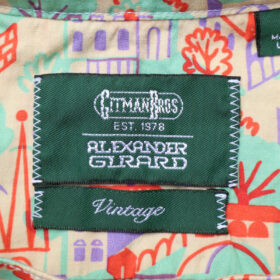 GITMAN BROS
EST. 1978
ALEXANDER
GIRARD
Vintage